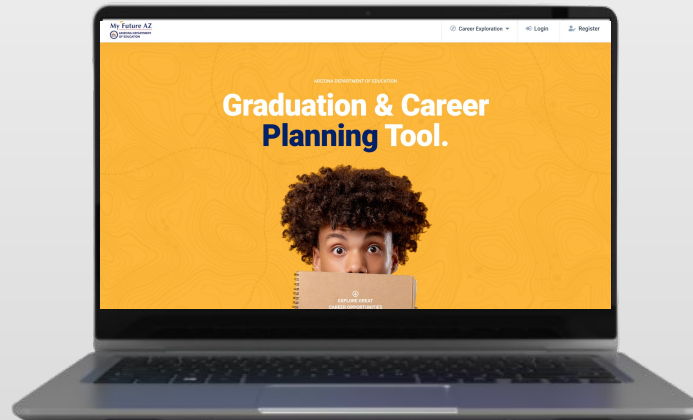 My Future AZ
ARIZONA DEPARTMENT
OF EDUCATION
Career Exploration
Login
Register
ARIZONA DEPARTMENT OF EDUCATION
Graduation & Career
Planning Tool.
EXPLORE GREAT
CAREER OPPORTUNITIES